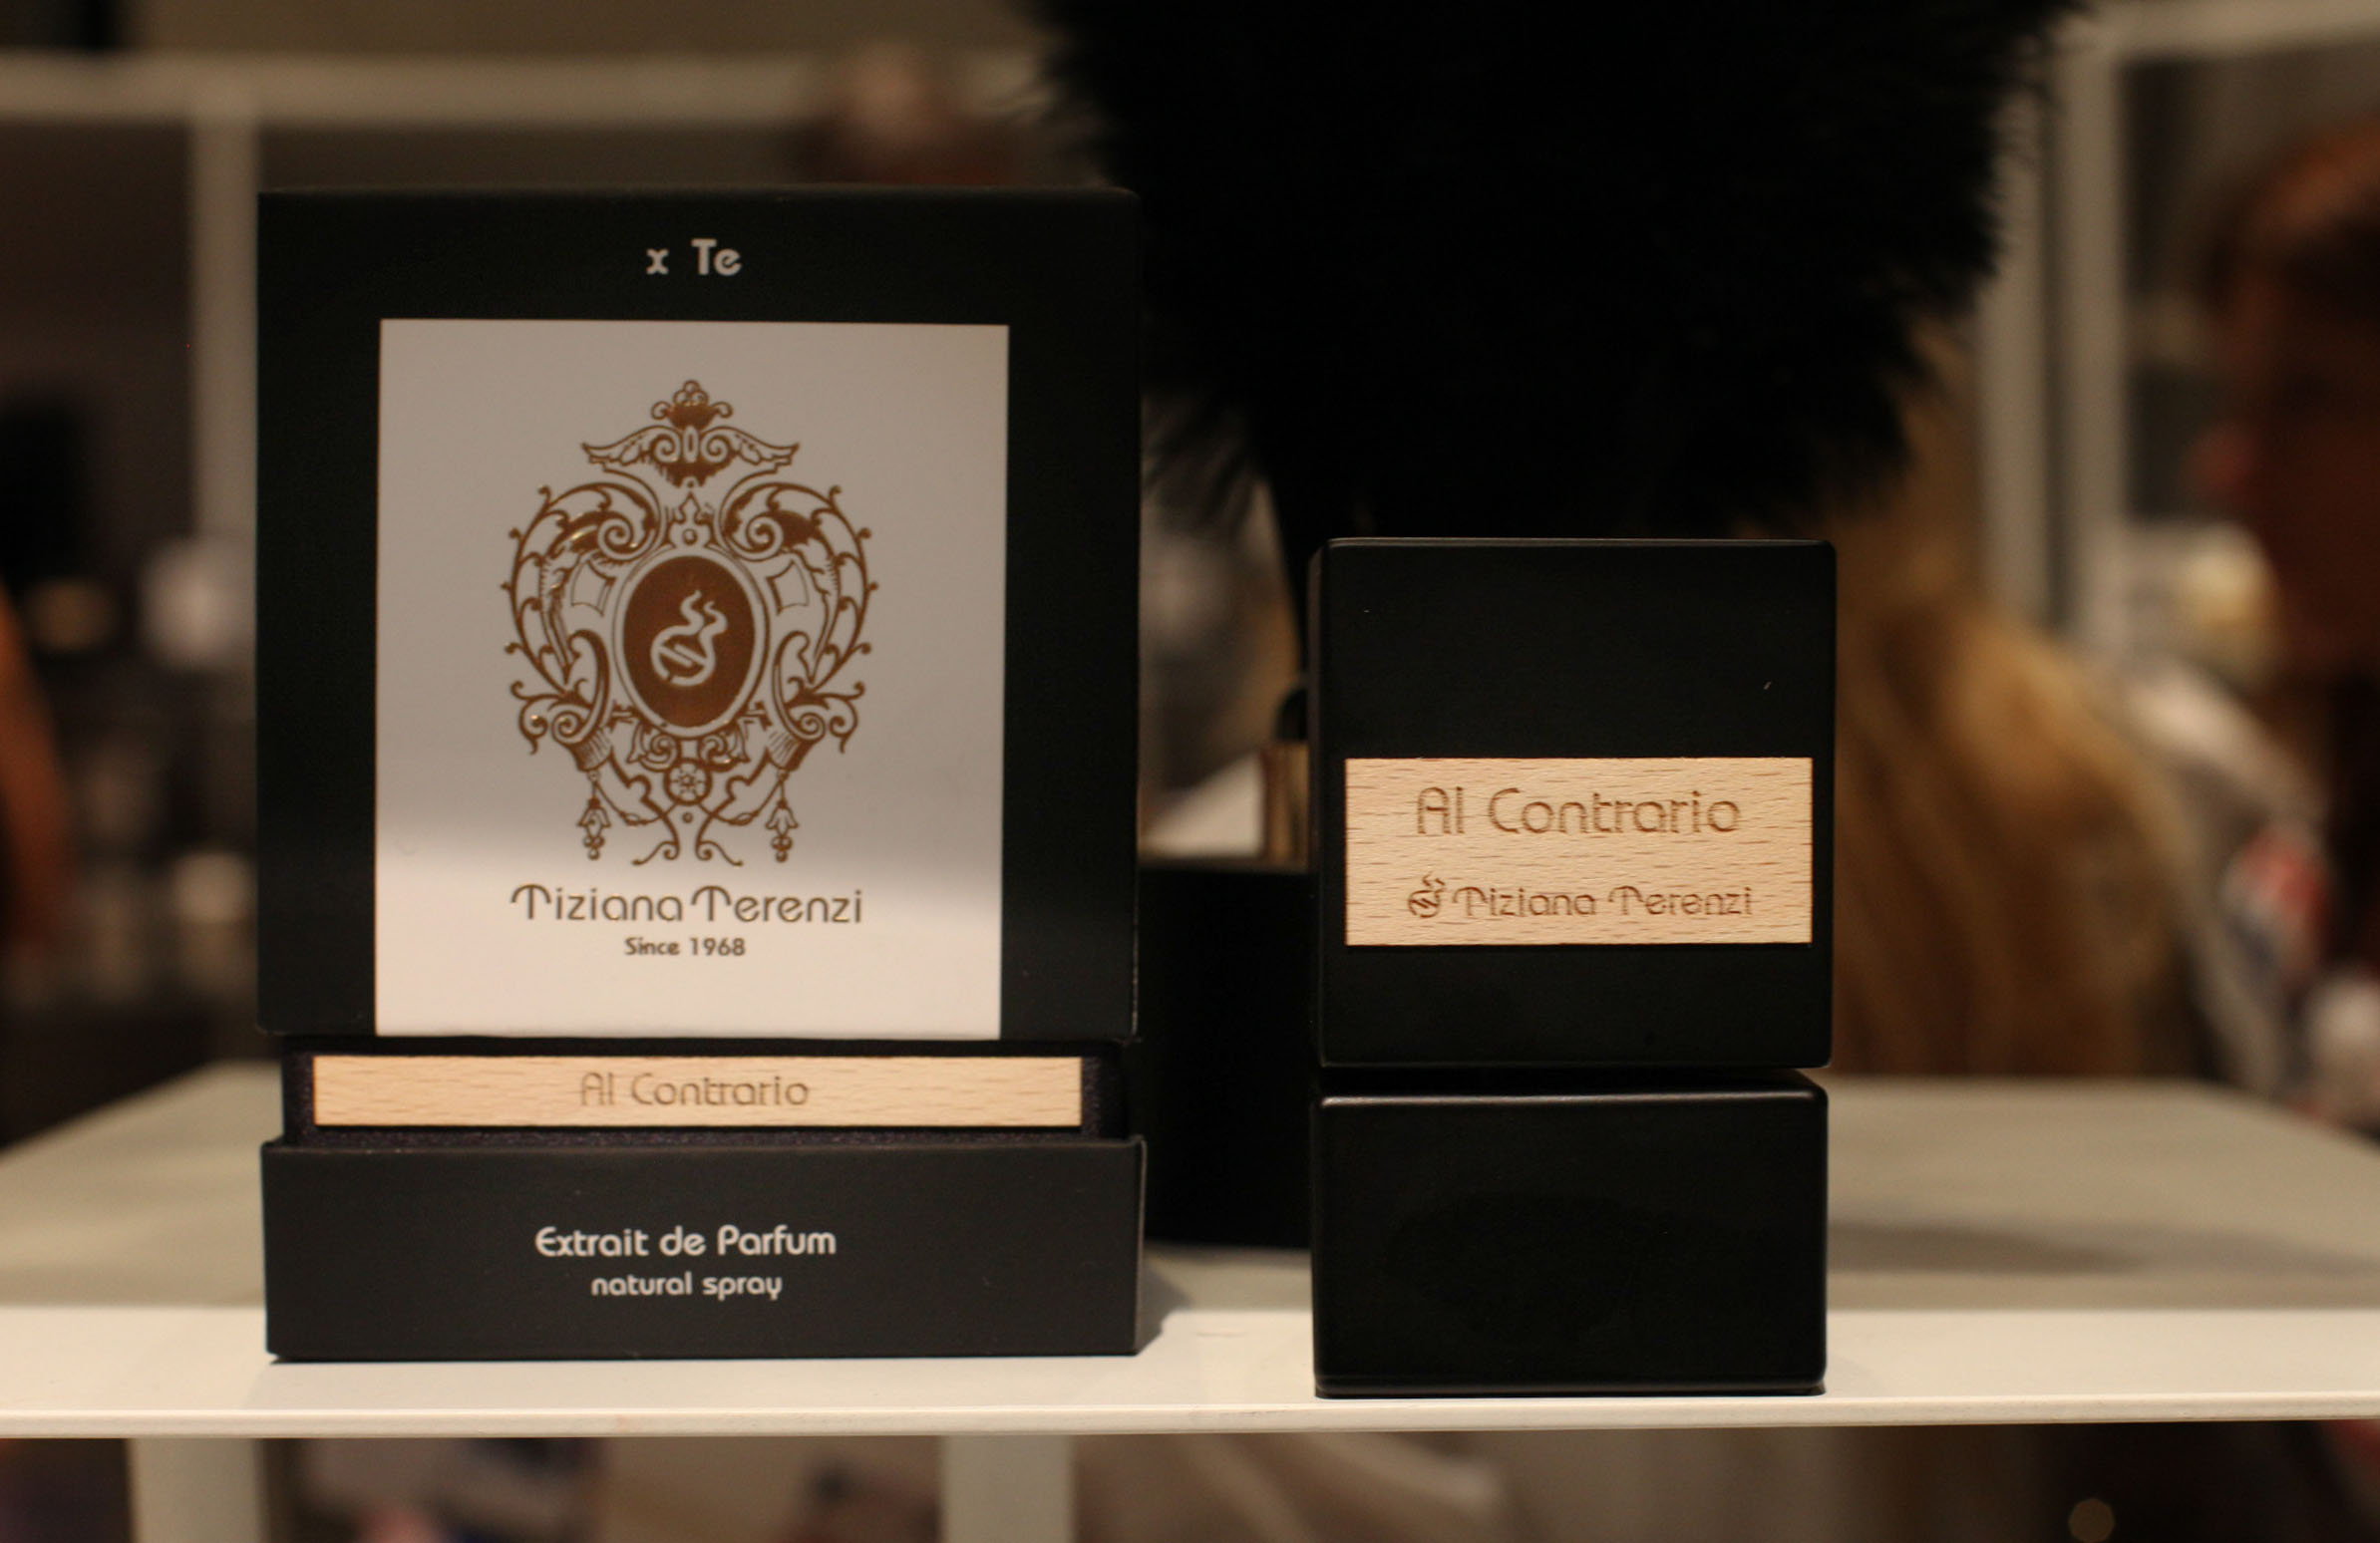 x Te
Tiziana Terenzi
Since 1968
Al Contrario
Extrait de Parfum
natural spray
Al Contrario
Tiziana Terenzi